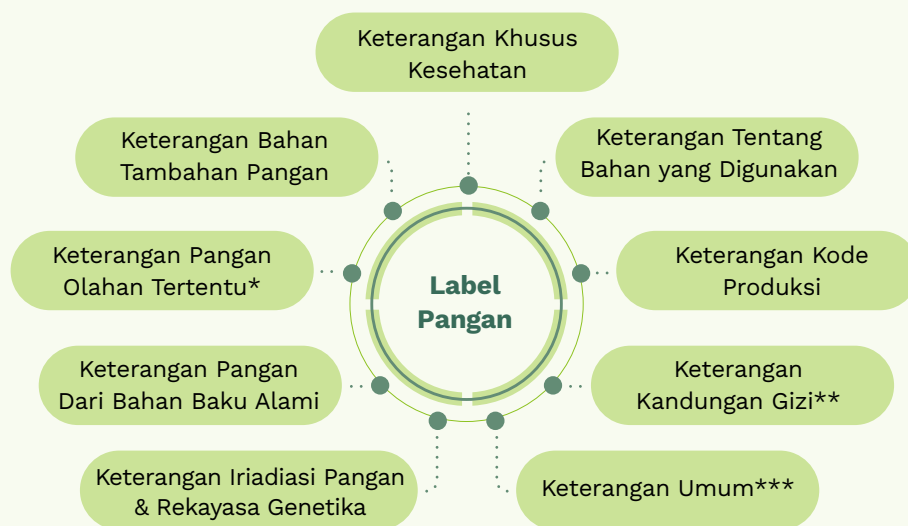 Keterangan Khusus
Kesehatan
Keterangan Bahan
Tambahan Pangan
Keterangan Tentang
Bahan yang Digunakan
Keterangan Pangan
Olahan Tertentu*
Label
Pangan
Keterangan Kode
Produksi
Keterangan Pangan
Dari Bahan Baku Alami
Keterangan
Kandungan Gizi**
Keterangan Iriadiasi Pangan
& Rekayasa Genetika
Keterangan Umum***